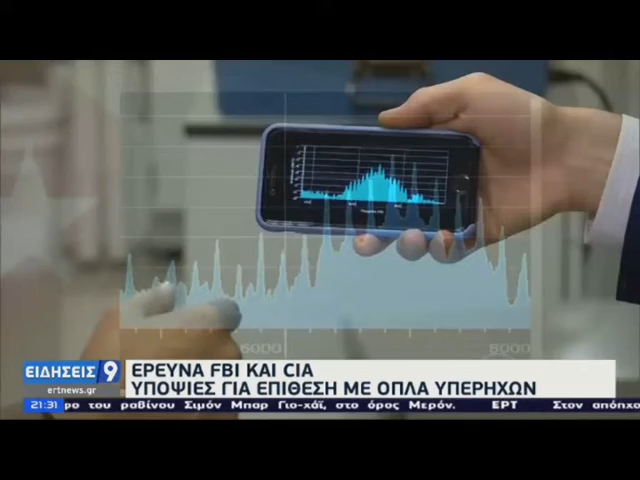 6000
8000
ΕΙΔΗΣΕΙΣ 9
ertnews.gr
ΕΡΕΥΝΑ FBI ΚΑΙ CIA
ΥΠΟΨΙΕΣ ΓΙΑ ΕΠΙΘΕΣΗ ΜΕ ΟΠΛΑ ΥΠΕΡΗΧΩΝ
21:31 ρο του ραβίνου Σιμόν Μπαρ Γιο-χάϊ, στο όρος Μερόν. ΕΡΤ Στον απόηχο